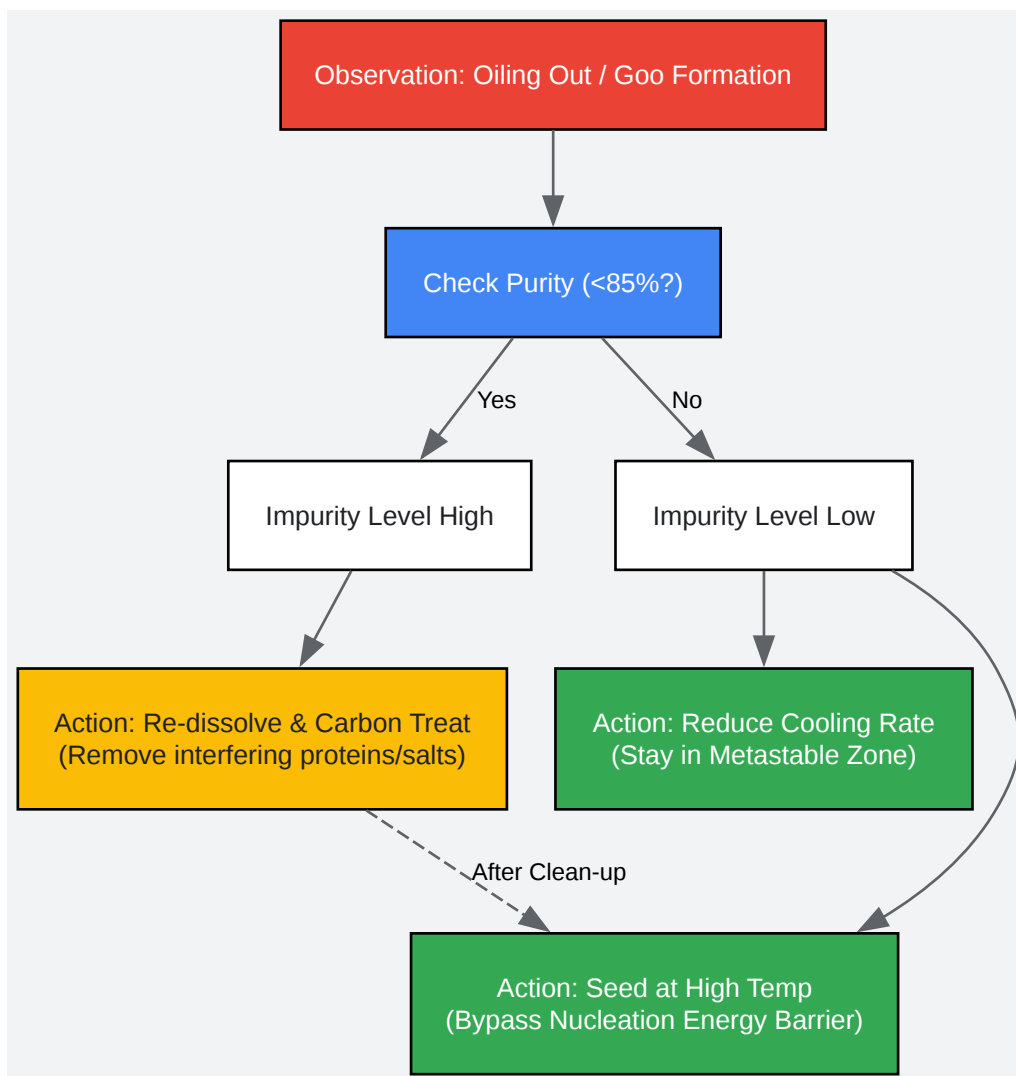 Observation: Oiling Out / Goo Formation
Check Purity (<85%?)
Yes
No
Impurity Level High
Impurity Level Low
Action: Re-dissolve & Carbon Treat
(Remove interfering proteins/salts)
Action: Reduce Cooling Rate
(Stay in Metastable Zone)
After Clean-up
Action: Seed at High Temp
(Bypass Nucleation Energy Barrier)